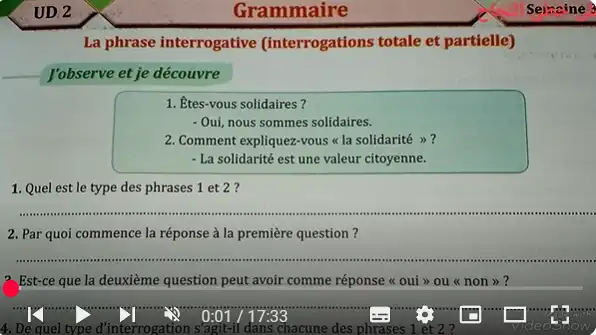 UD 2
Grammaire
Semaine 3
La phrase interrogative (interrogations totale et partielle)
J'observe et je découvre
1. Êtes-vous solidaires ?
- Oui, nous sommes solidaires.
2. Comment expliquez-vous « la solidarité » ?
- La solidarité est une valeur citoyenne.
1. Quel est le type des phrases 1 et 2 ?
2. Par quoi commence la réponse à la première question ?
3. Est-ce que la deuxième question peut avoir comme réponse « oui » ou « non » ?
0:01 / 17:33
4. De quel type d'interrogation s'agit-il dans chacune des phrases 1 et 2 ?
VideoShow